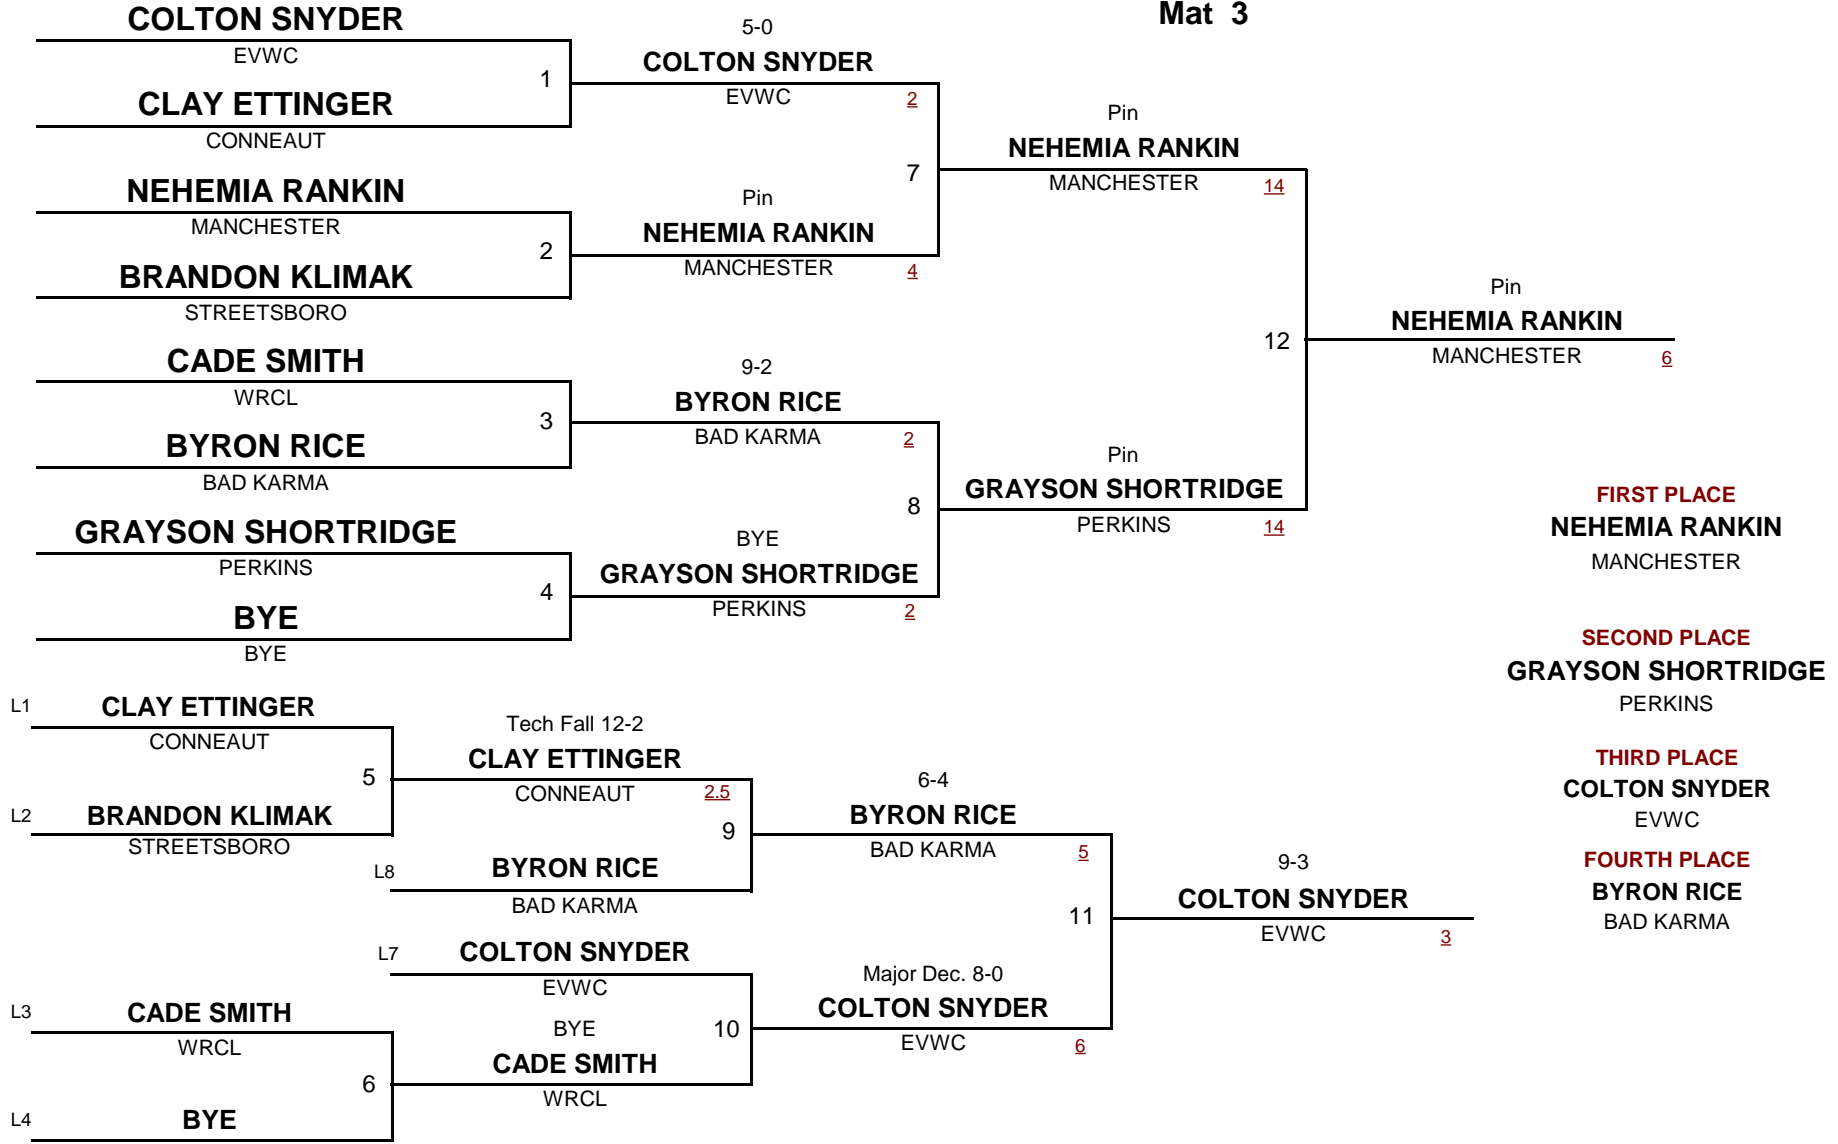 Mat 3
COLTON SNYDER
EVWC
1
CLAY ETTINGER
CONNEAUT
NEHEMIA RANKIN
MANCHESTER
2
BRANDON KLIMAK
STREETSBORO
CADE SMITH
WRCL
3
BYRON RICE
BAD KARMA
GRAYSON SHORTRIDGE
PERKINS
4
BYE
BYE
5-0
COLTON SNYDER
EVWC
2
7
Pin
NEHEMIA RANKIN
MANCHESTER
4
9-2
BYRON RICE
BAD KARMA
2
8
BYE
GRAYSON SHORTRIDGE
PERKINS
2
Pin
NEHEMIA RANKIN
MANCHESTER
14
12
Pin
GRAYSON SHORTRIDGE
PERKINS
14
Pin
NEHEMIA RANKIN
MANCHESTER
6
FIRST PLACE
NEHEMIA RANKIN
MANCHESTER
SECOND PLACE
GRAYSON SHORTRIDGE
PERKINS
THIRD PLACE
COLTON SNYDER
EVWC
FOURTH PLACE
BYRON RICE
BAD KARMA
L1
CLAY ETTINGER
CONNEAUT
5
L2
BRANDON KLIMAK
STREETSBORO
L3
CADE SMITH
WRCL
6
L4
BYE
Tech Fall 12-2
CLAY ETTINGER
CONNEAUT
2.5
9
L8
BYRON RICE
BAD KARMA
L7
COLTON SNYDER
EVWC
10
BYE
CADE SMITH
WRCL
6-4
BYRON RICE
BAD KARMA
5
11
Major Dec. 8-0
COLTON SNYDER
EVWC
6
9-3
COLTON SNYDER
EVWC
3